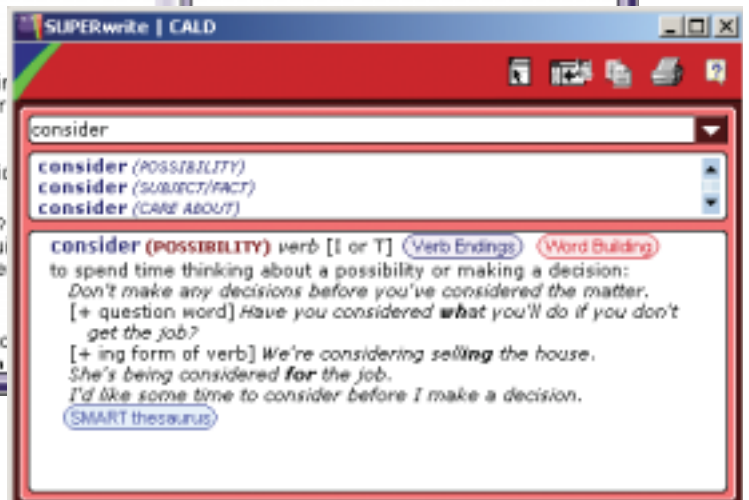 SUPERwrite | CALD
consider
consider (POSSIBILITY)
consider (SUBJECT/FACT)
consider (CARE ABOUT)
consider (POSSIBILITY) verb [I or T] Verb Endings Word Building
to spend time thinking about a possibility or making a decision:
Don't make any decisions before you've considered the matter.
[+ question word] Have you considered what you'll do if you don't
get the job?
[+ ing form of verb] We're considering selling the house.
She's being considered for the job.
I'd like some time to consider before I make a decision.
SMART thesaurus